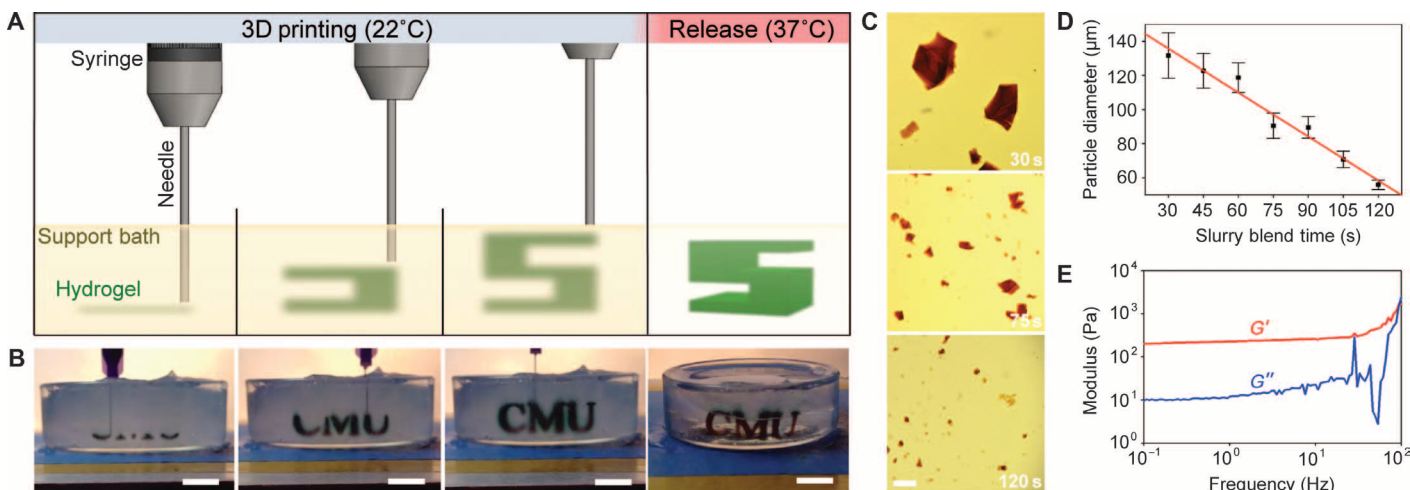 A
3D printing (22˚C)
Release (37˚C)
Syringe
Needle
Support bath
Hydrogel
B
CMU
CMU
CMU
C
30 s
75 s
120 s
D
Particle diameter (µm)
140
120
100
80
60
30 45 60 75 90 105 120
Slurry blend time (s)
E
Modulus (Pa)
10⁴
10³
10²
10¹
10⁰
G′
G″
10⁻¹ 10⁰ 10¹ 10²
Frequency (Hz)